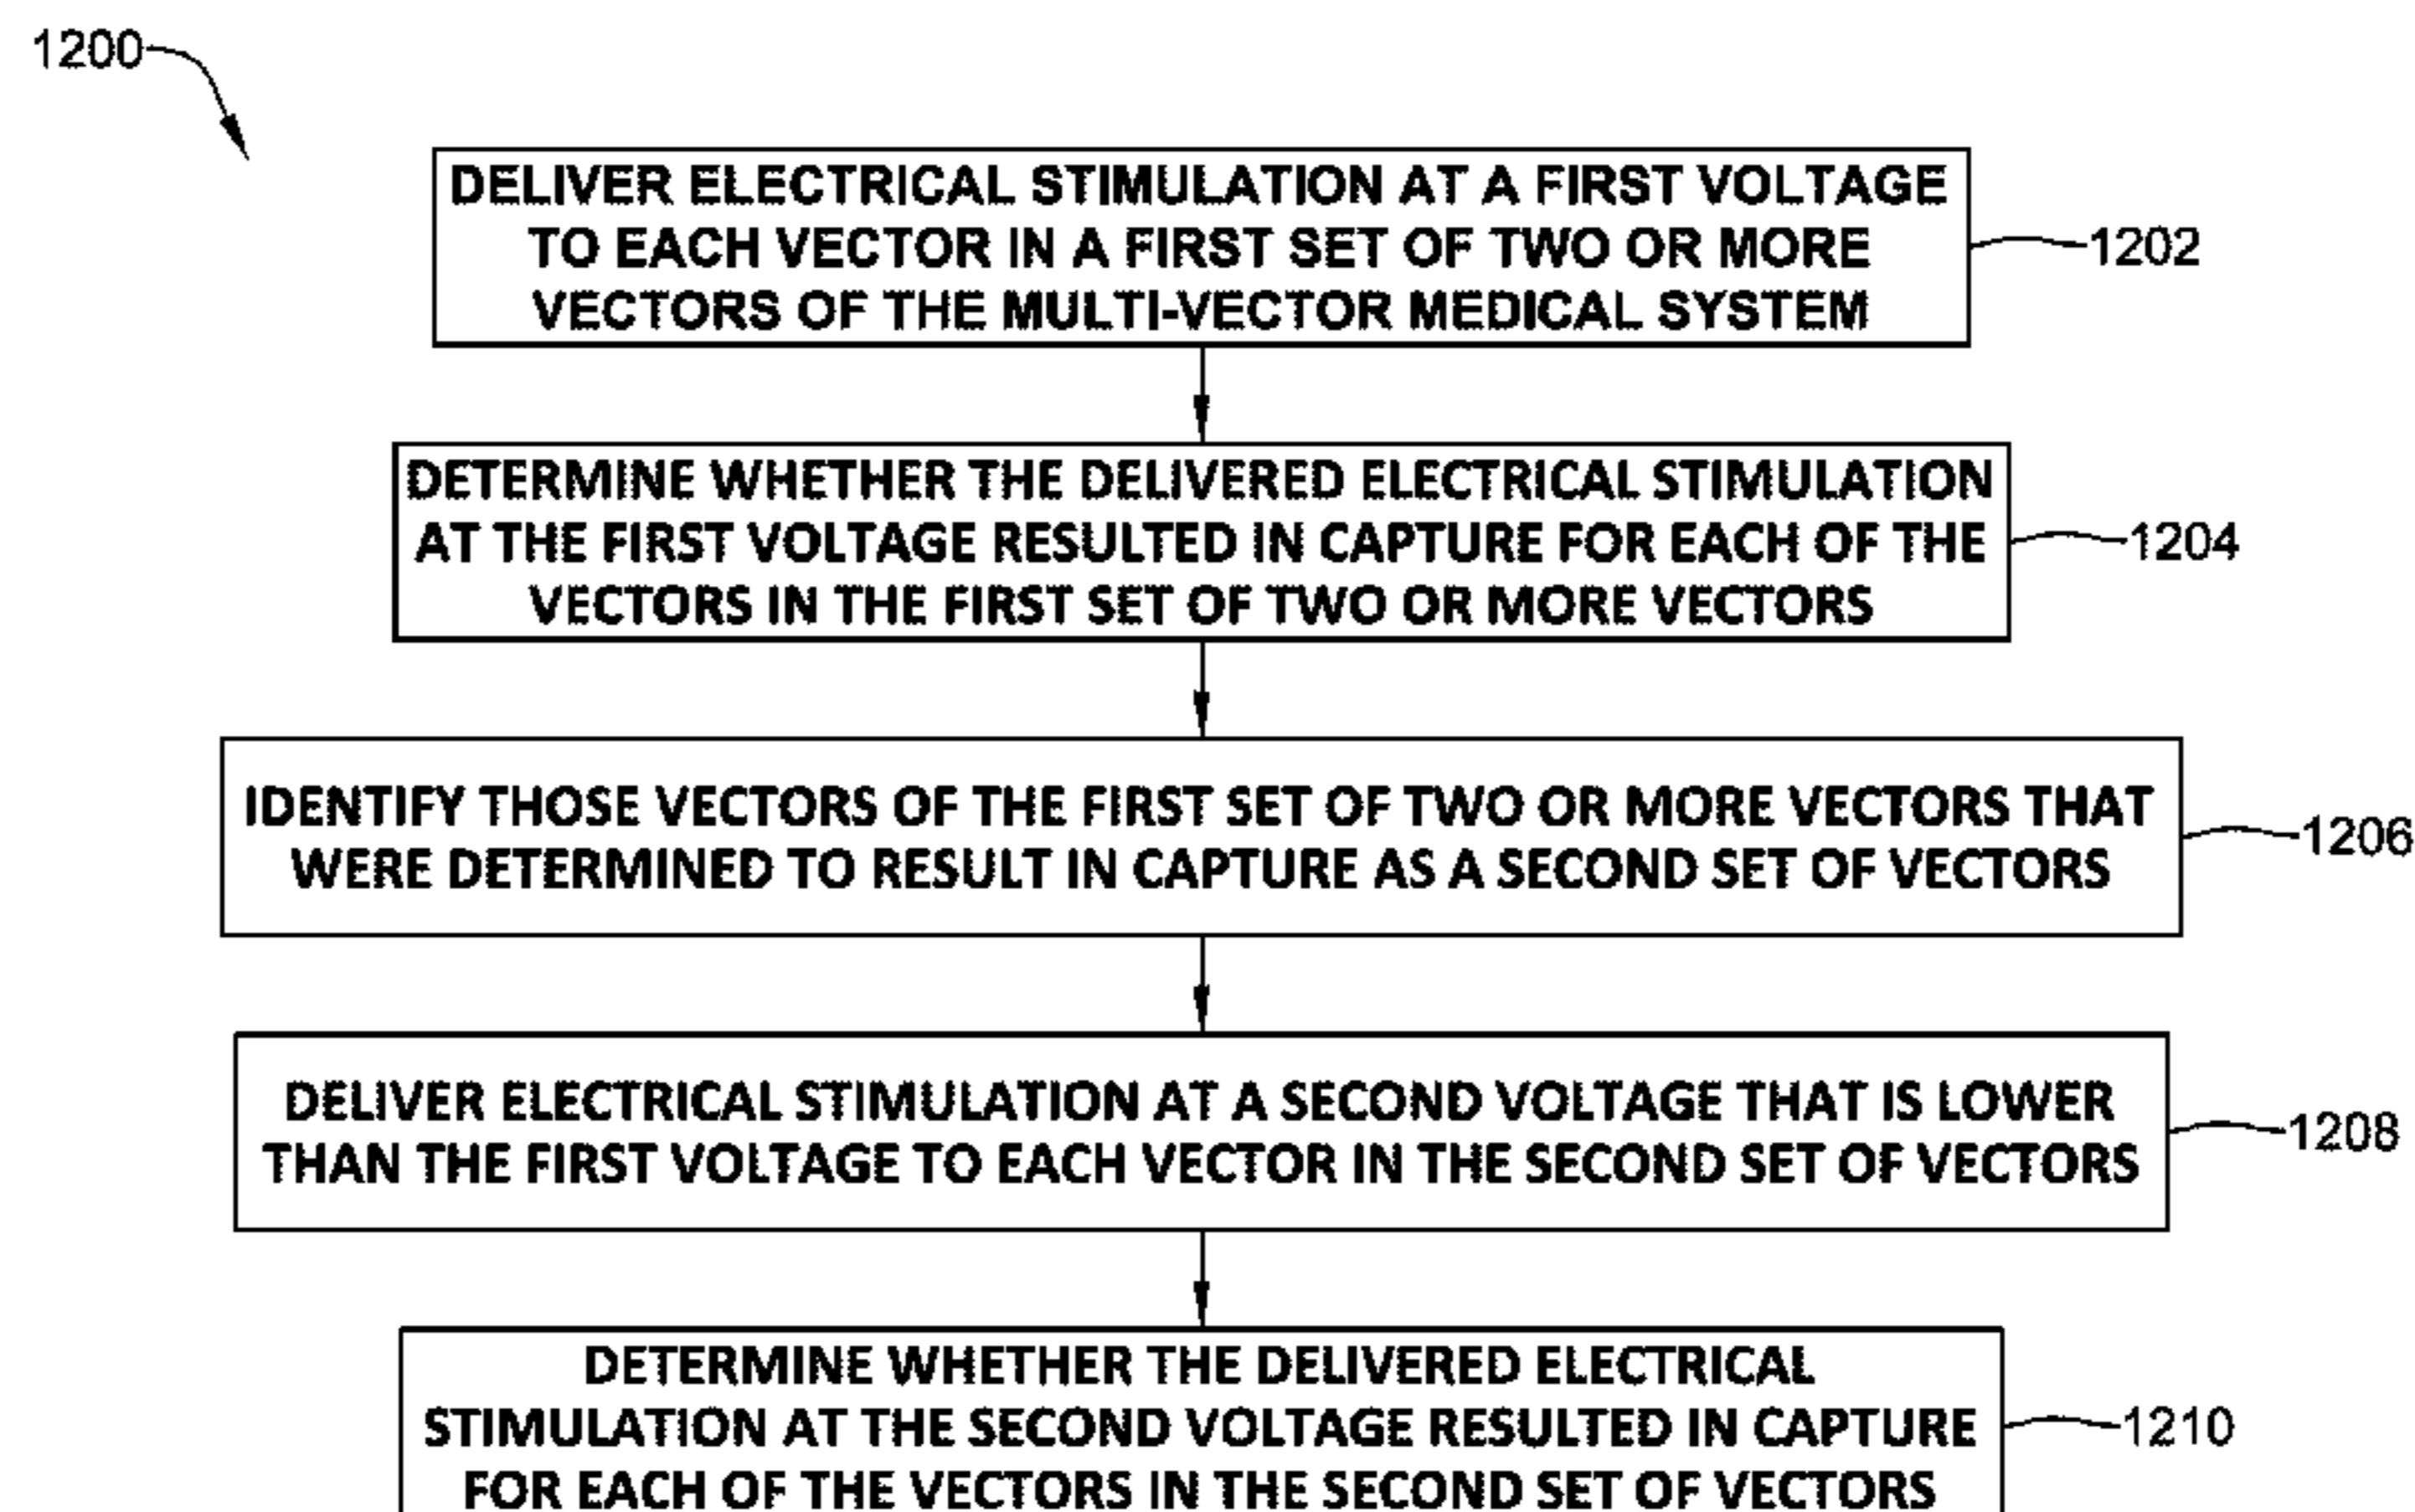 1200
DELIVER ELECTRICAL STIMULATION AT A FIRST VOLTAGE
TO EACH VECTOR IN A FIRST SET OF TWO OR MORE
VECTORS OF THE MULTI-VECTOR MEDICAL SYSTEM
1202
DETERMINE WHETHER THE DELIVERED ELECTRICAL STIMULATION
AT THE FIRST VOLTAGE RESULTED IN CAPTURE FOR EACH OF THE
VECTORS IN THE FIRST SET OF TWO OR MORE VECTORS
1204
IDENTIFY THOSE VECTORS OF THE FIRST SET OF TWO OR MORE VECTORS THAT
WERE DETERMINED TO RESULT IN CAPTURE AS A SECOND SET OF VECTORS
1206
DELIVER ELECTRICAL STIMULATION AT A SECOND VOLTAGE THAT IS LOWER
THAN THE FIRST VOLTAGE TO EACH VECTOR IN THE SECOND SET OF VECTORS
1208
DETERMINE WHETHER THE DELIVERED ELECTRICAL
STIMULATION AT THE SECOND VOLTAGE RESULTED IN CAPTURE
FOR EACH OF THE VECTORS IN THE SECOND SET OF VECTORS
1210